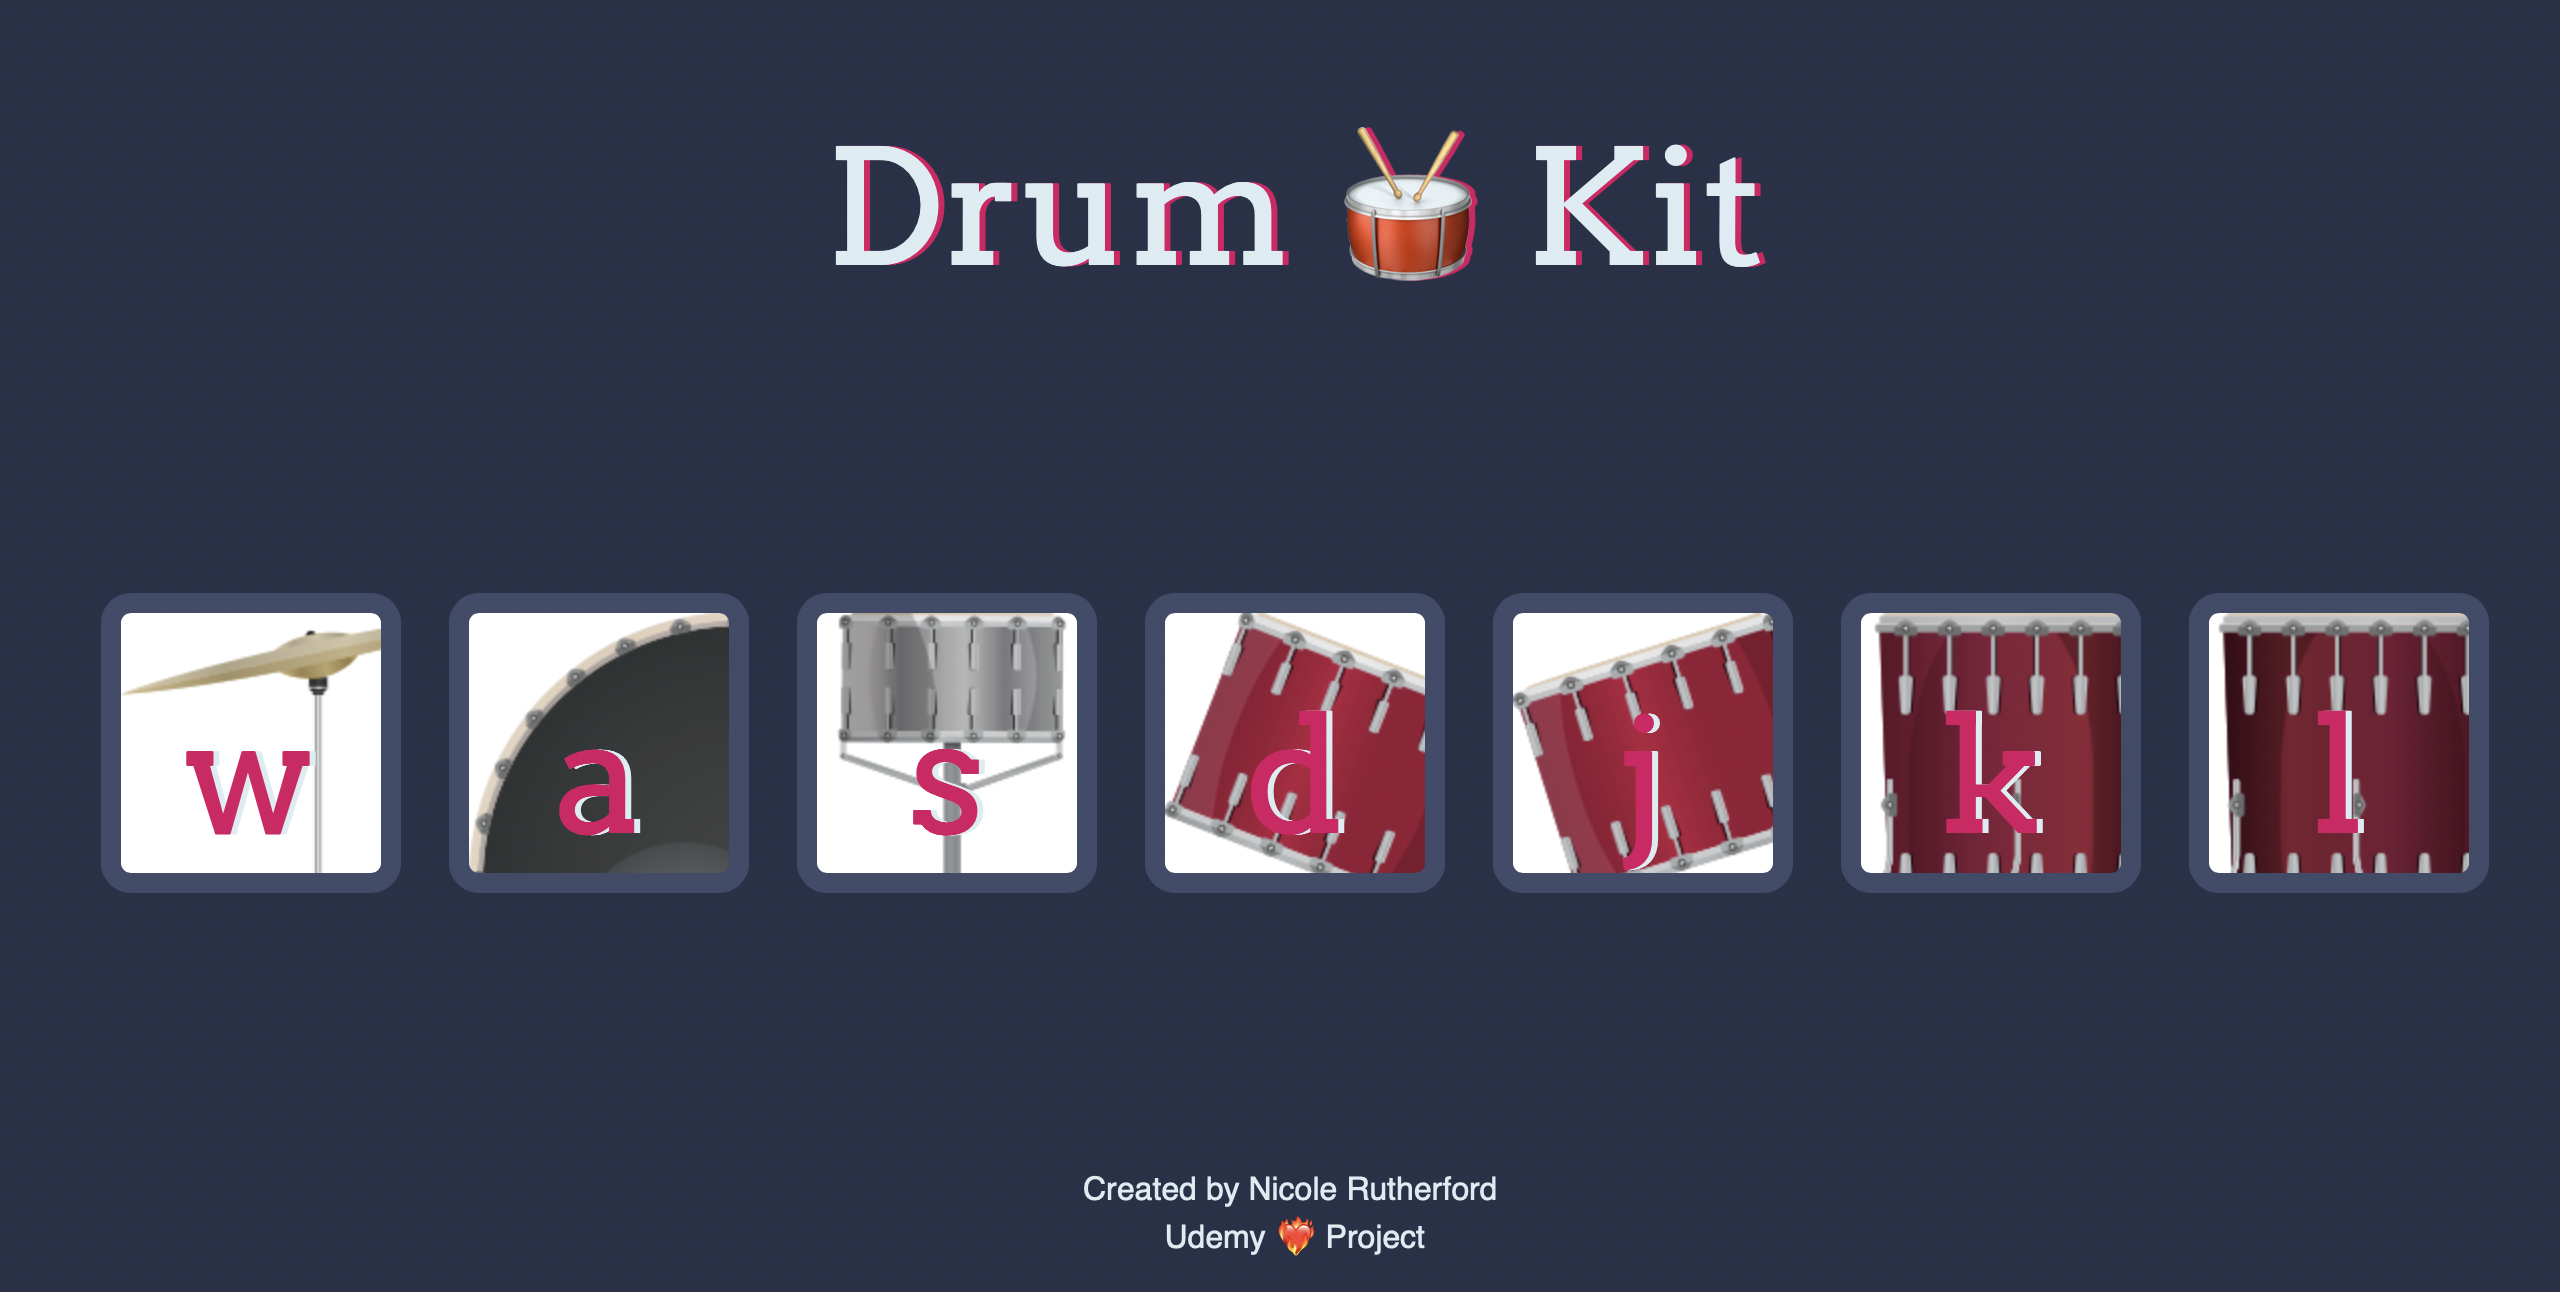 Drum 🥁 Kit
w a s d j k l
Created by Nicole Rutherford
Udemy ❤️‍🔥 Project